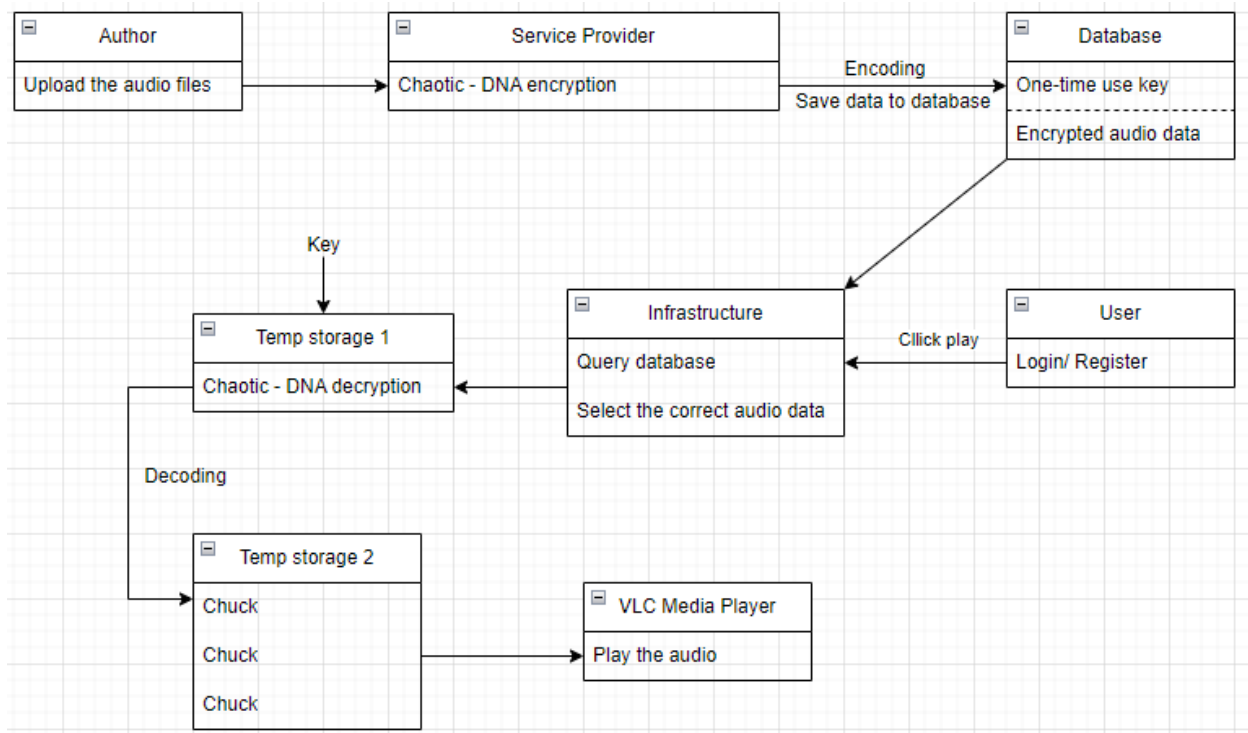 Author
Upload the audio files
Service Provider
Chaotic - DNA encryption
Encoding
Save data to database
Database
One-time use key
Encrypted audio data
Key
Temp storage 1
Chaotic - DNA decryption
Infrastructure
Query database
Select the correct audio data
Cllick play
User
Login/ Register
Decoding
Temp storage 2
Chuck
Chuck
Chuck
VLC Media Player
Play the audio